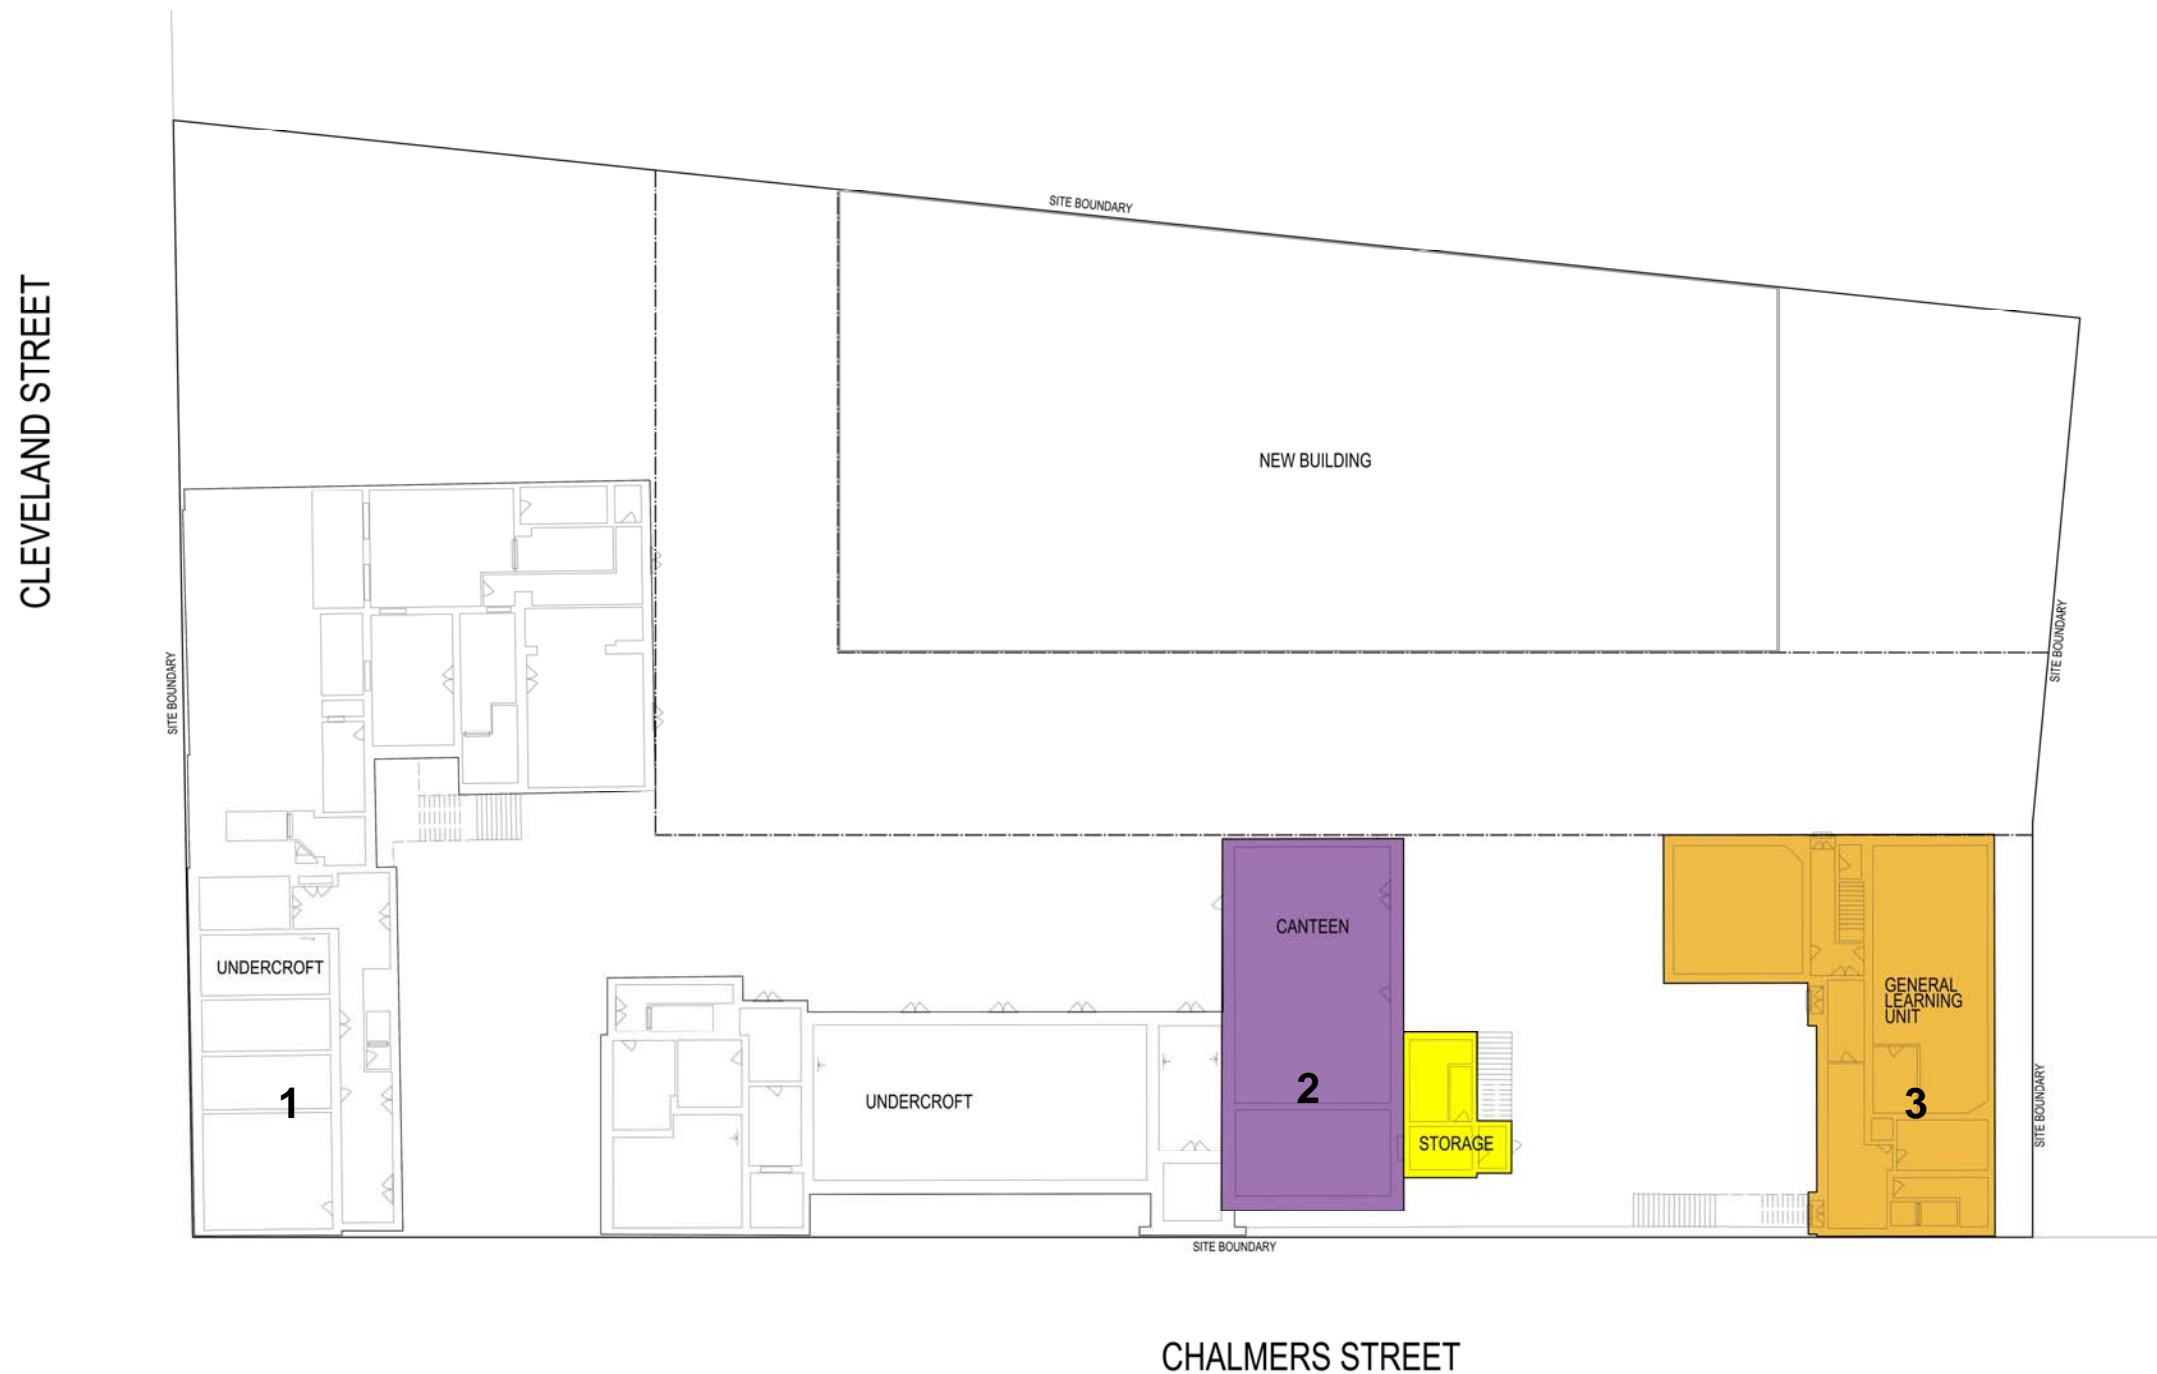 SITE BOUNDARY
CLEVELAND STREET
NEW BUILDING
SITE BOUNDARY
SITE BOUNDARY
CANTEEN
UNDERCROFT
GENERAL
LEARNING
UNIT
1
UNDERCROFT
2
STORAGE
3
SITE BOUNDARY
SITE BOUNDARY
CHALMERS STREET